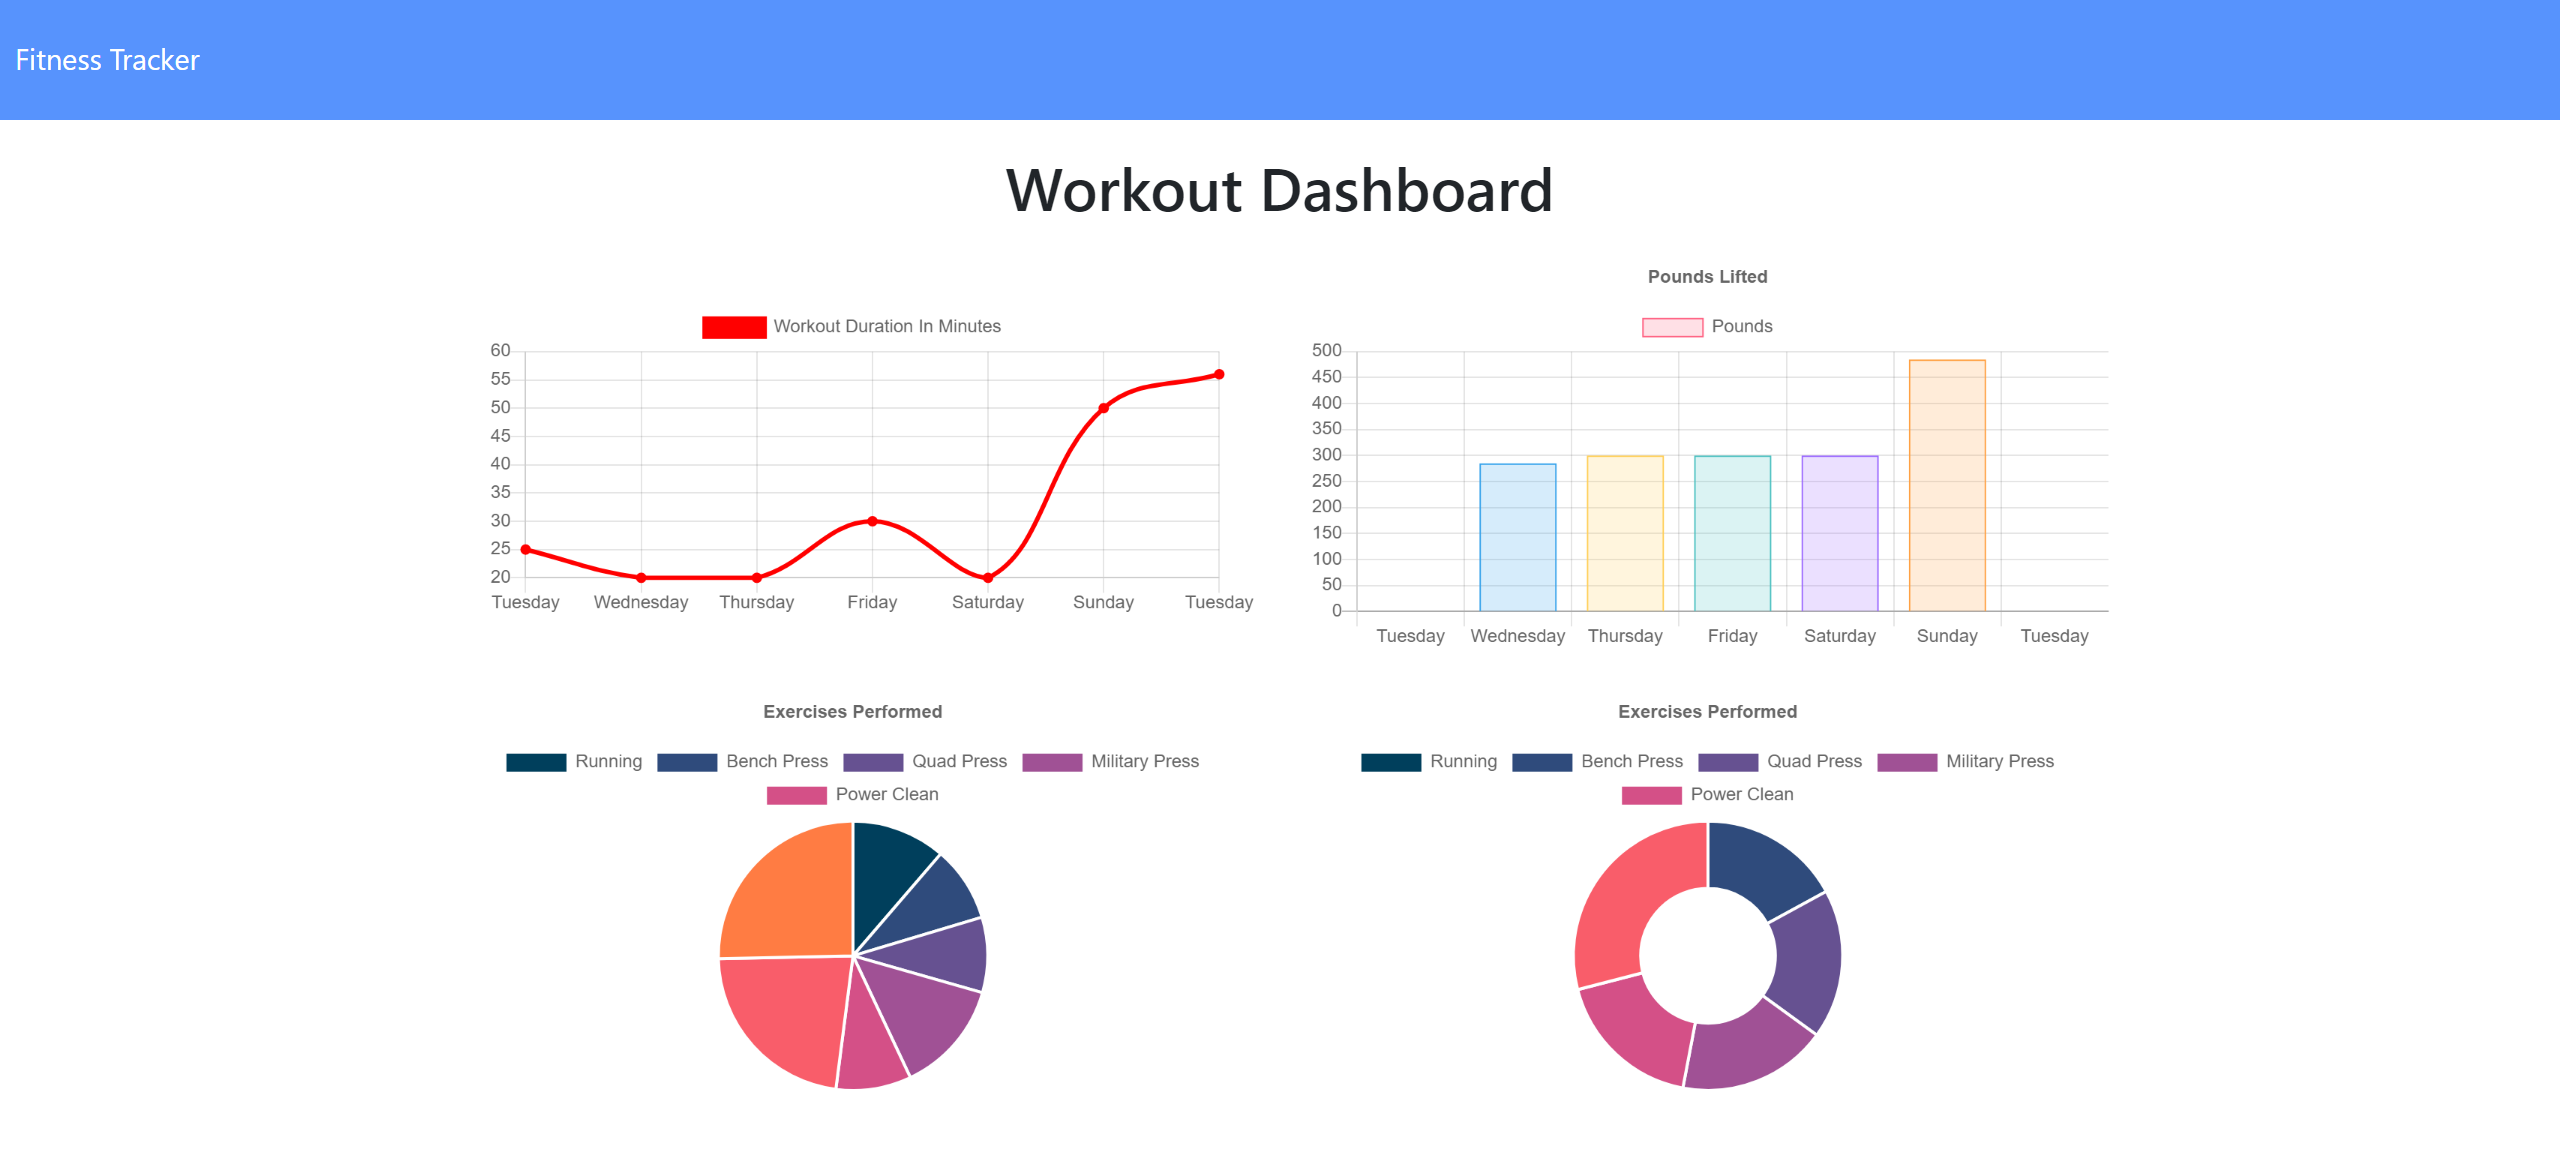 Fitness Tracker
Workout Dashboard
Workout Duration In Minutes
60
55
50
45
40
35
30
25
20
Tuesday Wednesday Thursday Friday Saturday Sunday Tuesday
Pounds Lifted
Pounds
500
450
400
350
300
250
200
150
100
50
0
Tuesday Wednesday Thursday Friday Saturday Sunday Tuesday
Exercises Performed
Running Bench Press Quad Press Military Press
Power Clean
Exercises Performed
Running Bench Press Quad Press Military Press
Power Clean